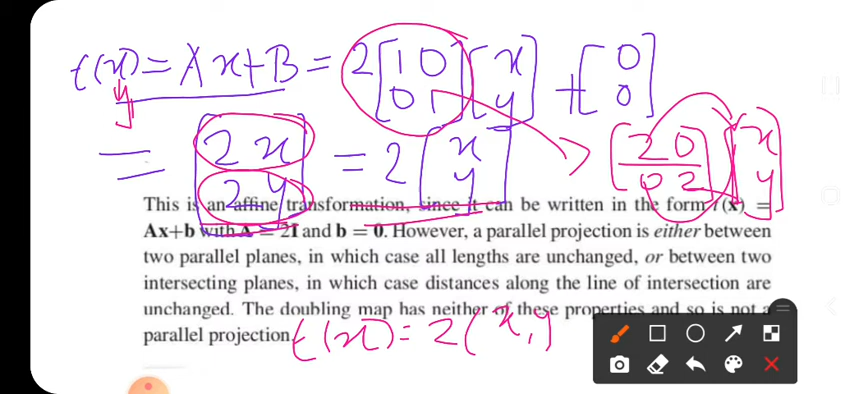 t(x) = Ax+B = 2 [1 0 [x + [0
y 0 1] y] 0]
= [2x = 2 [x [2 0 [x
2y] y] 0 2] y]
This is an affine transformation, since it can be written in the form t(x) =
Ax+b with A = 2I and b = 0. However, a parallel projection is either between
two parallel planes, in which case all lengths are unchanged, or between two
intersecting planes, in which case distances along the line of intersection are
unchanged. The doubling map has neither of these properties and so is not a
parallel projection.
t(x) = 2(x, y)